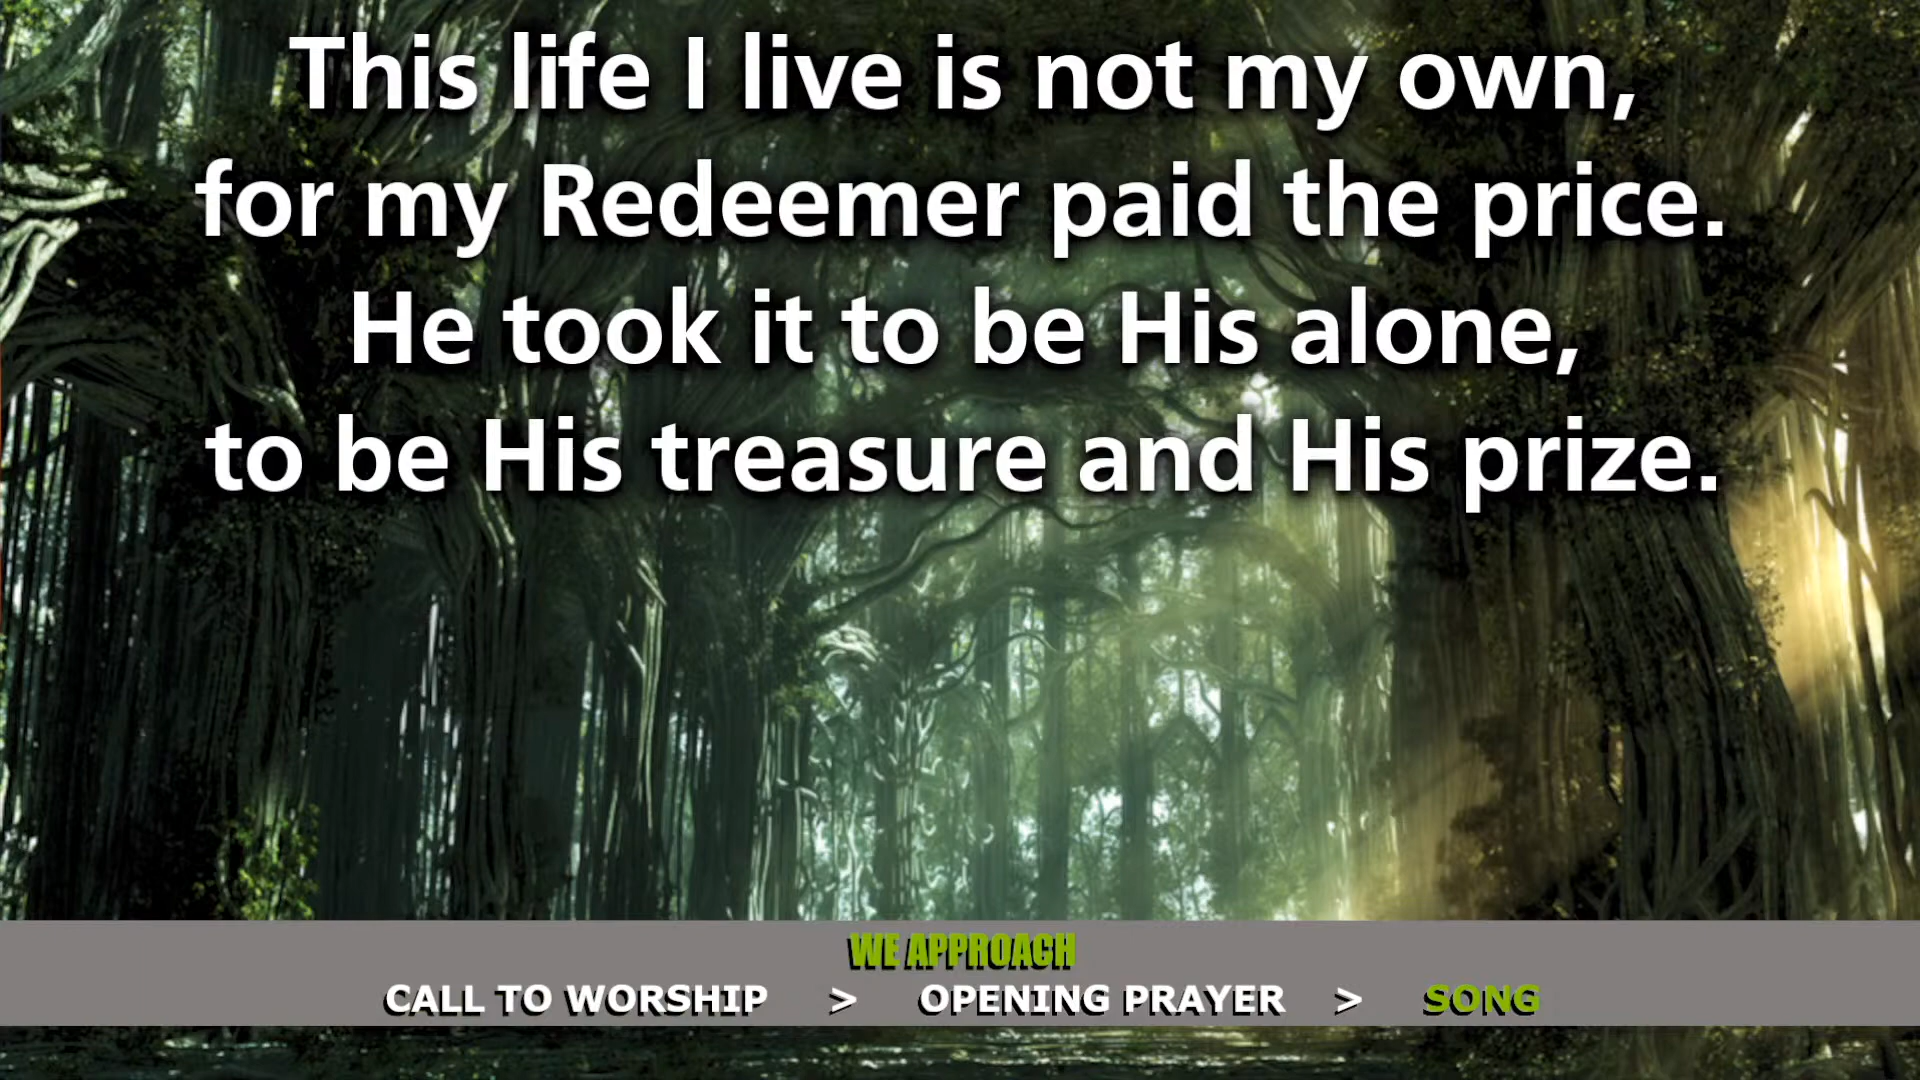 This life I live is not my own,
for my Redeemer paid the price.
He took it to be His alone,
to be His treasure and His prize.
WE APPROACH
CALL TO WORSHIP > OPENING PRAYER > SONG